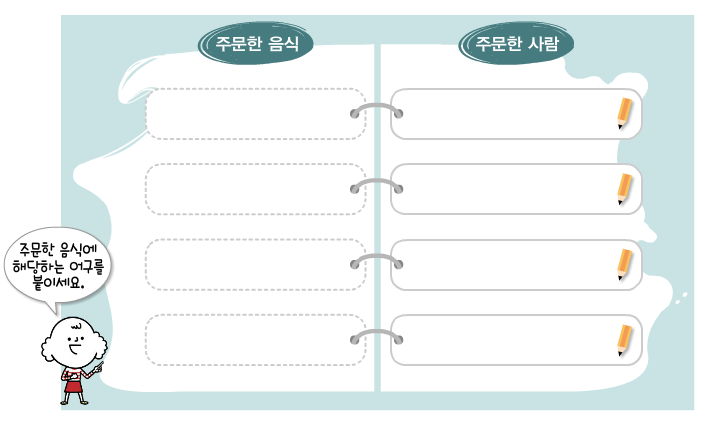 주문한 음식
주문한 사람
주문한 음식에
해당하는 어구를
붙이세요.